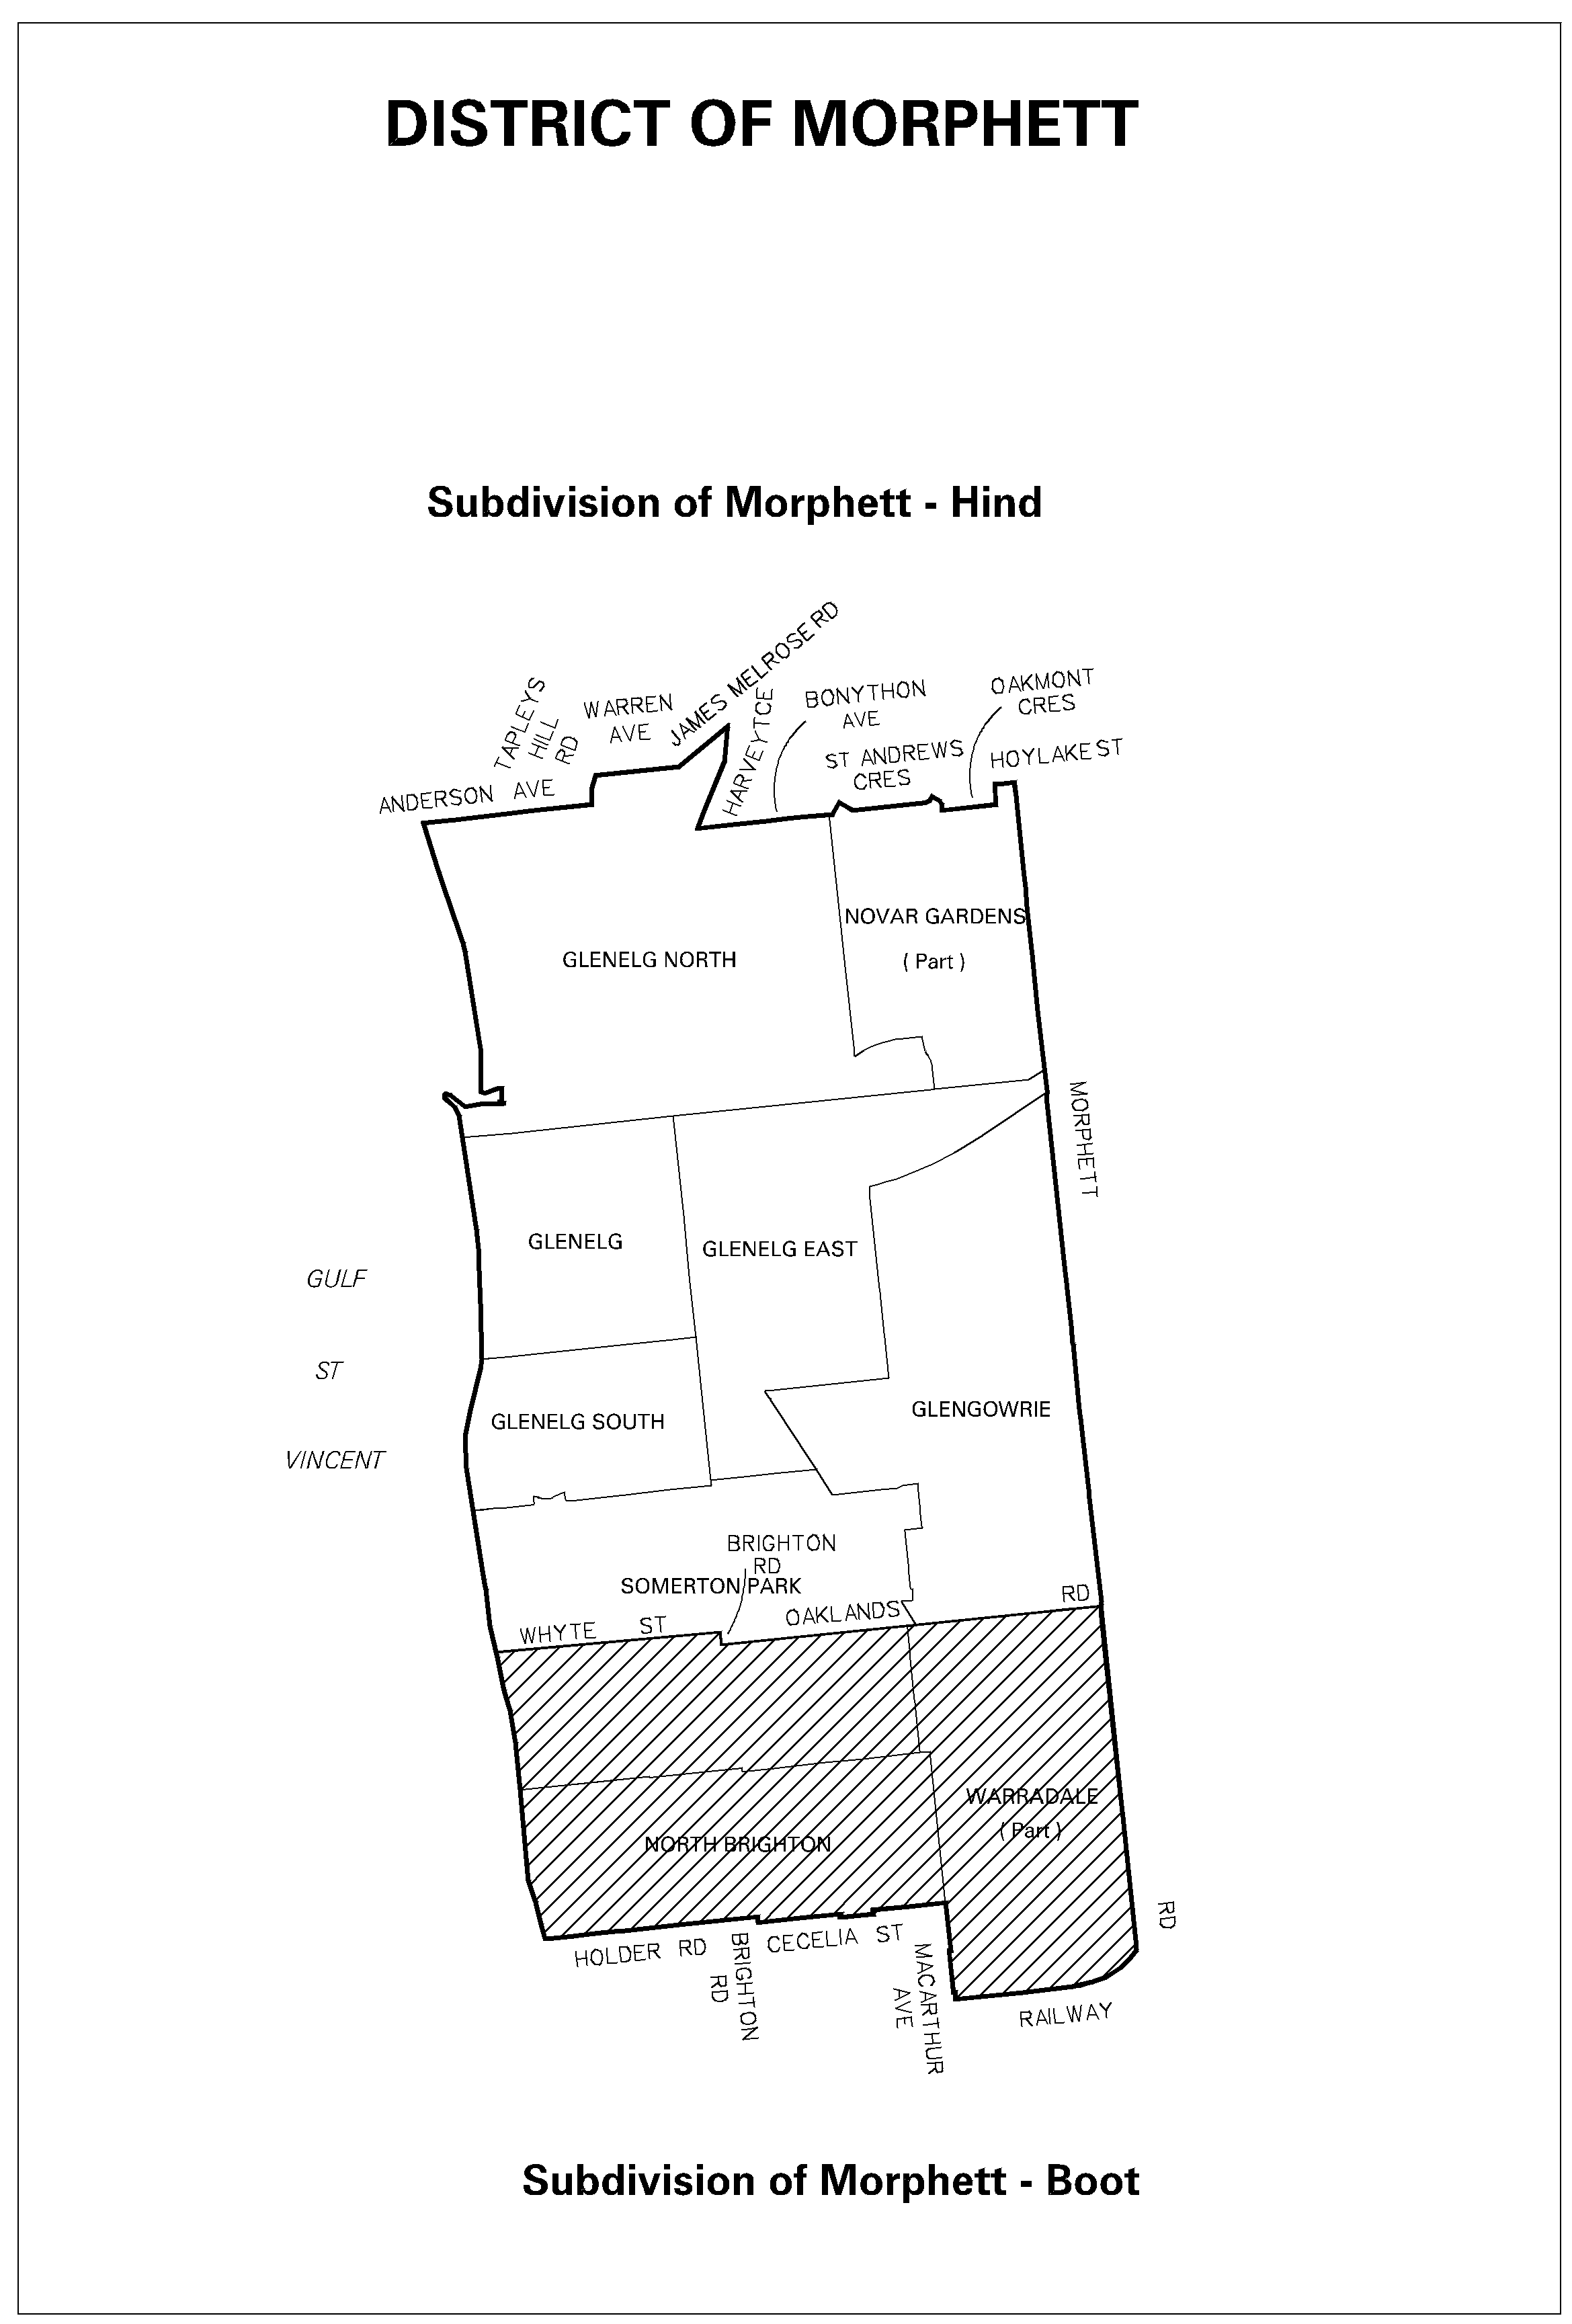 DISTRICT OF MORPHETT
Subdivision of Morphett - Hind
JAMES MELROSE RD
TAPLEYS
HILL
RD
WARREN
AVE
HARVEYTCE
BONYTHON
AVE
OAKMONT
CRES
ST ANDREWS
CRES
HOYLAKE ST
ANDERSON AVE
NOVAR GARDENS
( Part )
GLENELG NORTH
MORPHETT
GLENELG
GLENELG EAST
GULF
ST
VINCENT
GLENELG SOUTH
GLENGOWRIE
BRIGHTON
RD
SOMERTON PARK
WHYTE ST
OAKLANDS
RD
WARRADALE
( Part )
NORTH BRIGHTON
RD
HOLDER RD
BRIGHTON
RD
CECELIA ST
MACARTHUR
AVE
RAILWAY
Subdivision of Morphett - Boot